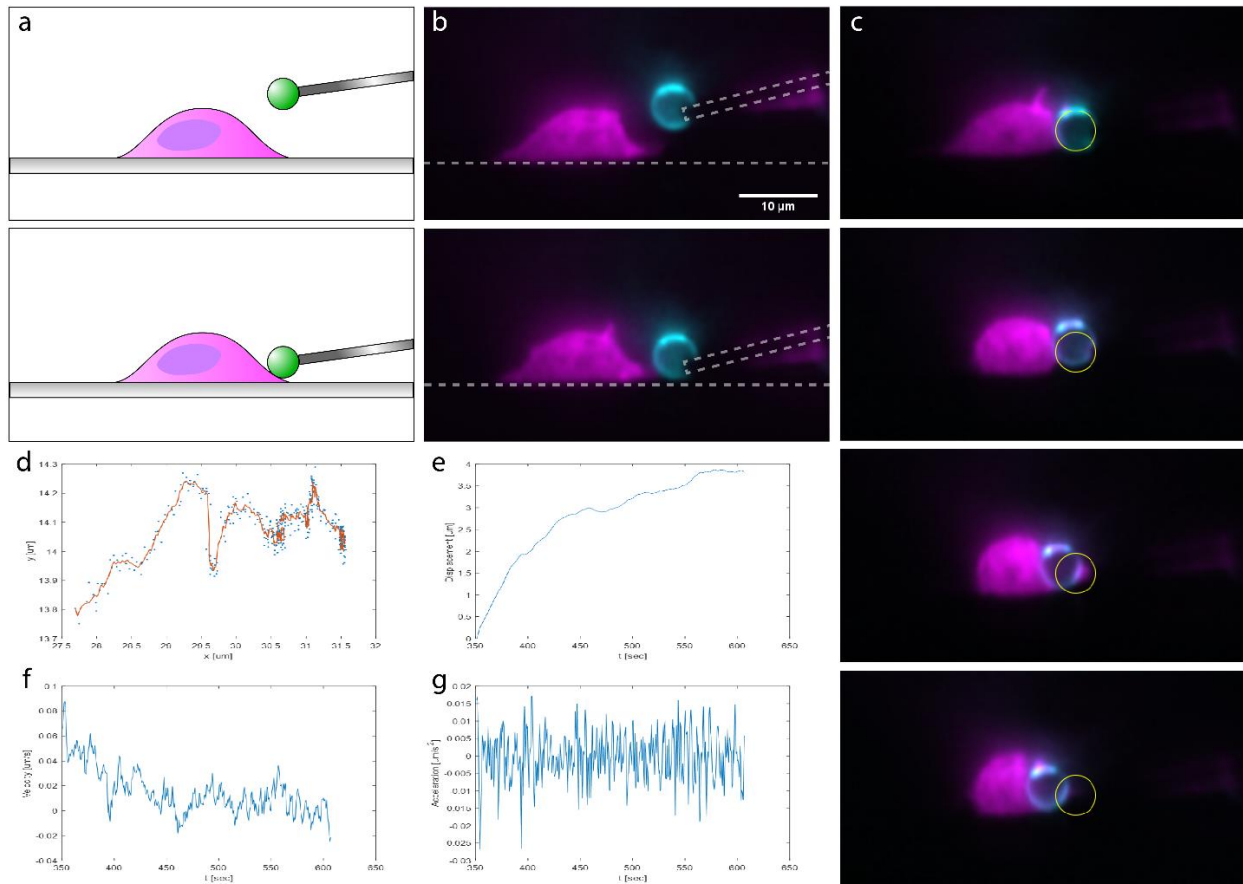 a
b
c
10 µm
d
14.3
14.2
14.1
14
13.9
13.8
13.7
27.5 28 28.5 29 29.5 30 30.5 31 31.5 32
y [um]
x [um]
e
4
3.5
3
2.5
2
1.5
1
0.5
0
350 400 450 500 550 600 650
Displacement [µm]
t [sec]
f
0.1
0.08
0.06
0.04
0.02
0
-0.02
-0.04
350 400 450 500 550 600 650
Velocity [um/s]
t [sec]
g
0.02
0.015
0.01
0.005
0
-0.005
-0.01
-0.015
-0.02
-0.025
-0.03
350 400 450 500 550 600 650
Acceleration [µm/s²]
t [sec]